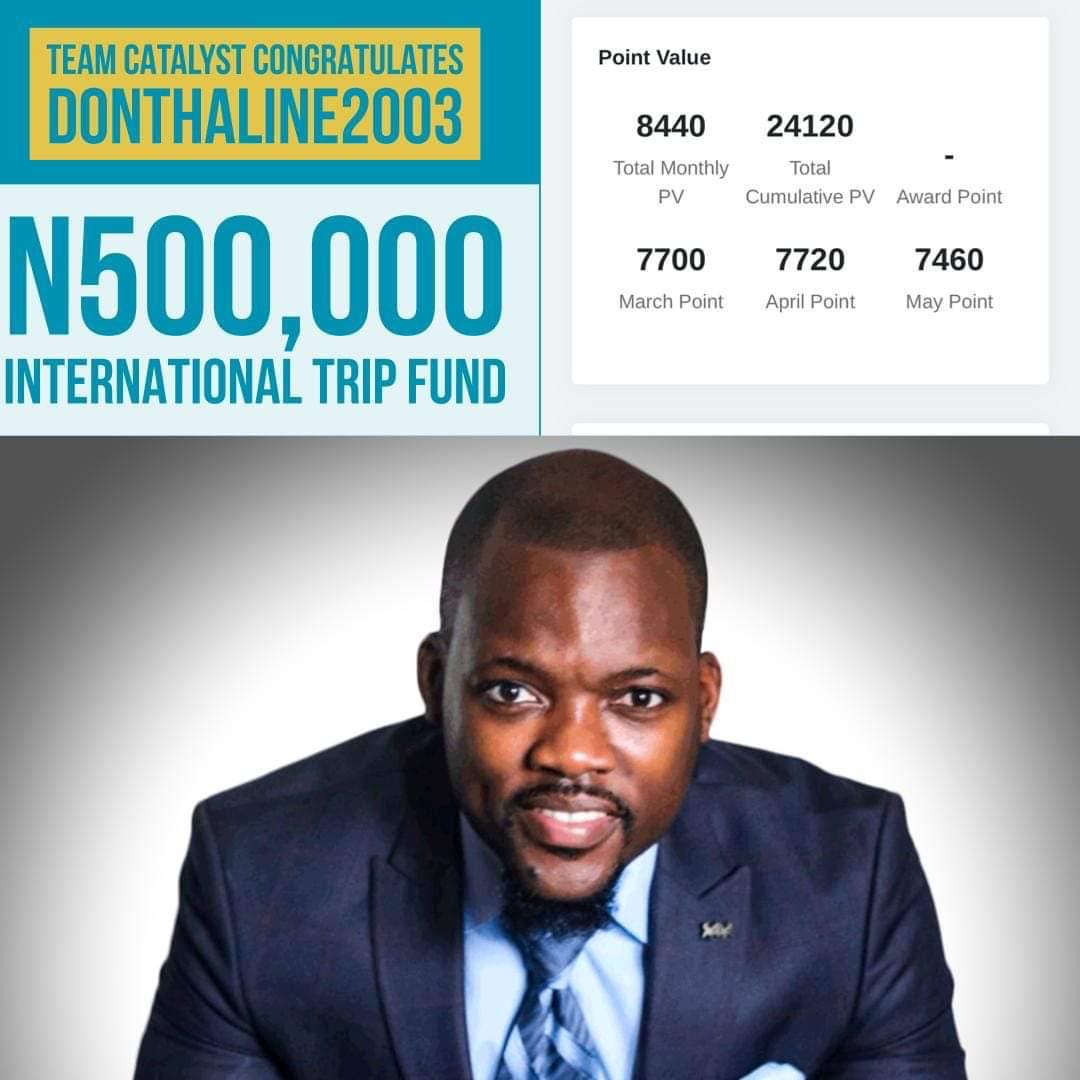 TEAM CATALYST CONGRATULATES
DONTHALINE2003
N500,000
INTERNATIONAL TRIP FUND
Point Value
8440
Total Monthly
PV
24120
Total
Cumulative PV
-
Award Point
7700
March Point
7720
April Point
7460
May Point